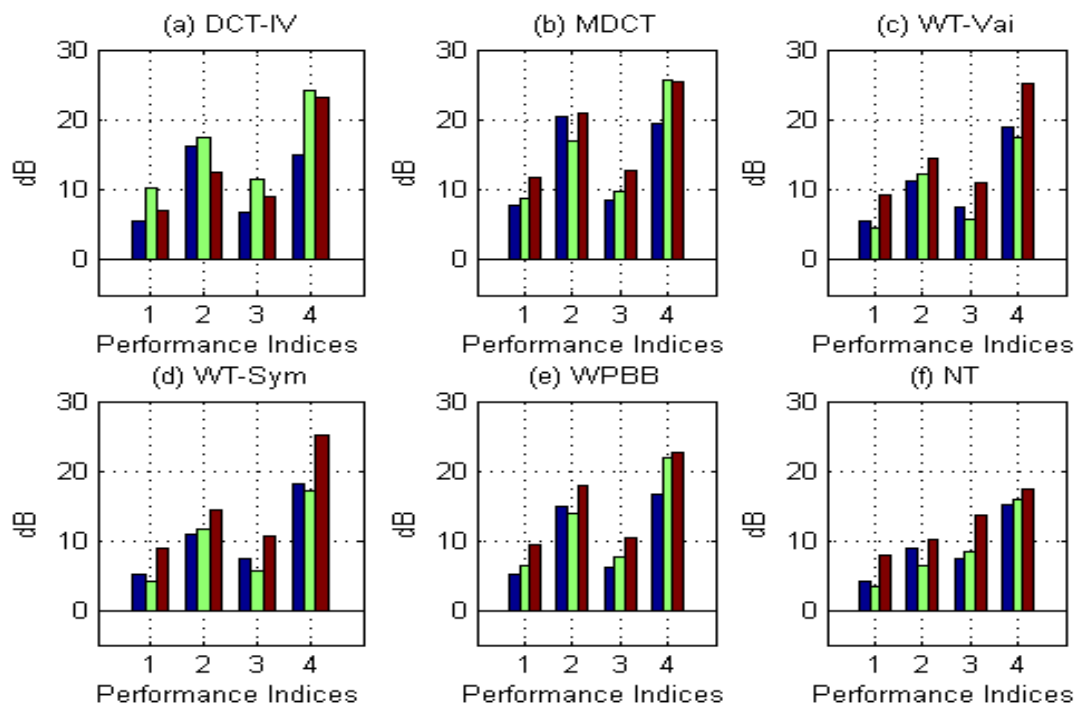 (a) DCT-IV
(b) MDCT
(c) WT-Vai
30
20
10
0
dB
1 2 3 4
Performance Indices
30
20
10
0
dB
1 2 3 4
Performance Indices
30
20
10
0
dB
1 2 3 4
Performance Indices
(d) WT-Sym
(e) WPBB
(f) NT
30
20
10
0
dB
1 2 3 4
Performance Indices
30
20
10
0
dB
1 2 3 4
Performance Indices
30
20
10
0
dB
1 2 3 4
Performance Indices